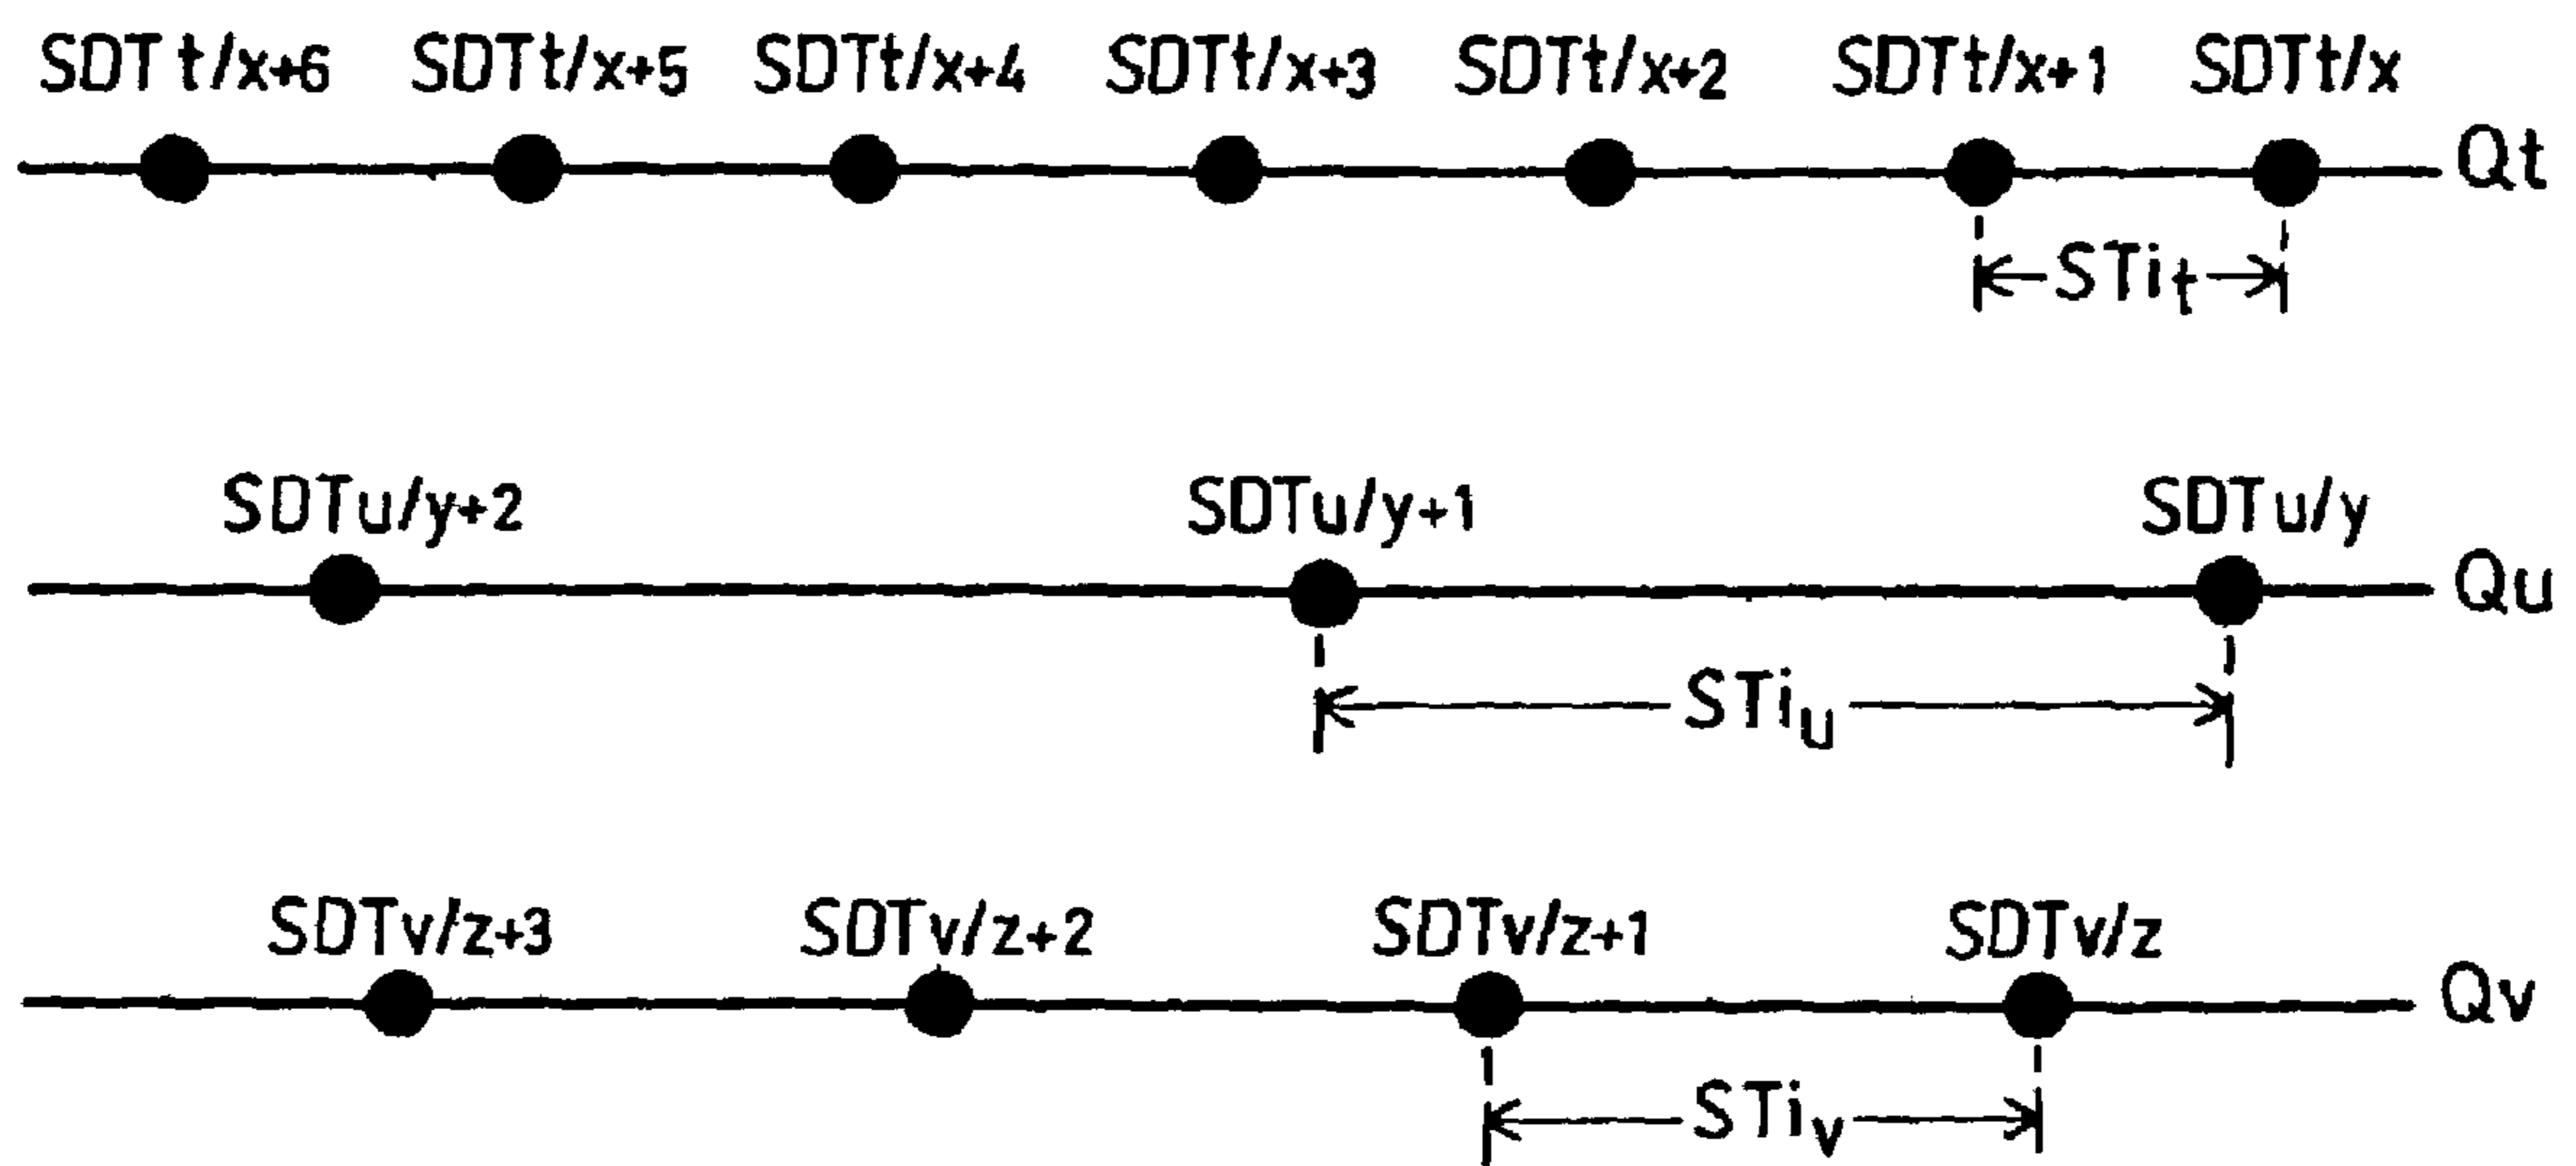 SDTt/x+6 SDTt/x+5 SDTt/x+4 SDTt/x+3 SDTt/x+2 SDTt/x+1 SDTt/x
Qt
STit
SDTu/y+2 SDTu/y+1 SDTu/y
Qu
STiu
SDTv/z+3 SDTv/z+2 SDTv/z+1 SDTv/z
Qv
STiv